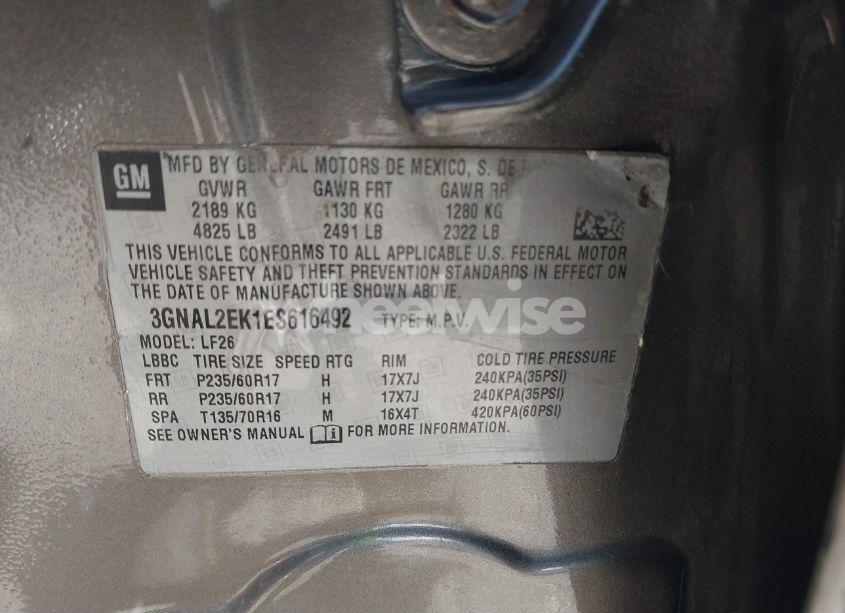 GM
*MFD BY GENERAL MOTORS DE MEXICO, S. DE
GVWR GAWR FRT GAWR RR
2189 KG 1130 KG 1280 KG
4825 LB 2491 LB 2322 LB
THIS VEHICLE CONFORMS TO ALL APPLICABLE U.S. FEDERAL MOTOR
VEHICLE SAFETY AND THEFT PREVENTION STANDARDS IN EFFECT ON
THE DATE OF MANUFACTURE SHOWN ABOVE.
3GNAL2EK1ES616492 TYPE: M.P.V.
MODEL: LF26
LBBC TIRE SIZE SPEED RTG RIM COLD TIRE PRESSURE
FRT P235/60R17 H 17X7J 240KPA(35PSI)
RR P235/60R17 H 17X7J 240KPA(35PSI)
SPA T135/70R16 M 16X4T 420KPA(60PSI)
SEE OWNER'S MANUAL FOR MORE INFORMATION.